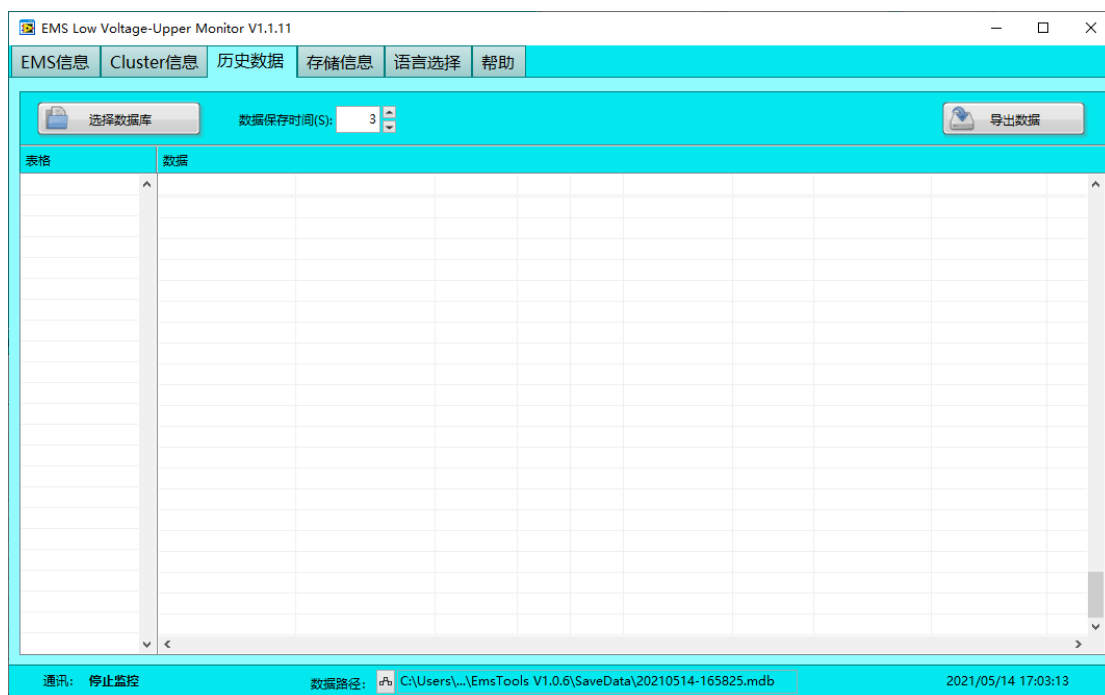 EMS Low Voltage-Upper Monitor V1.1.11
EMS信息 Cluster信息 历史数据 存储信息 语言选择 帮助
选择数据库 数据保存时间(S): 3 导出数据
表格 数据
通讯: 停止监控 数据路径: C:\Users\...\EmsTools V1.0.6\SaveData\20210514-165825.mdb 2021/05/14 17:03:13